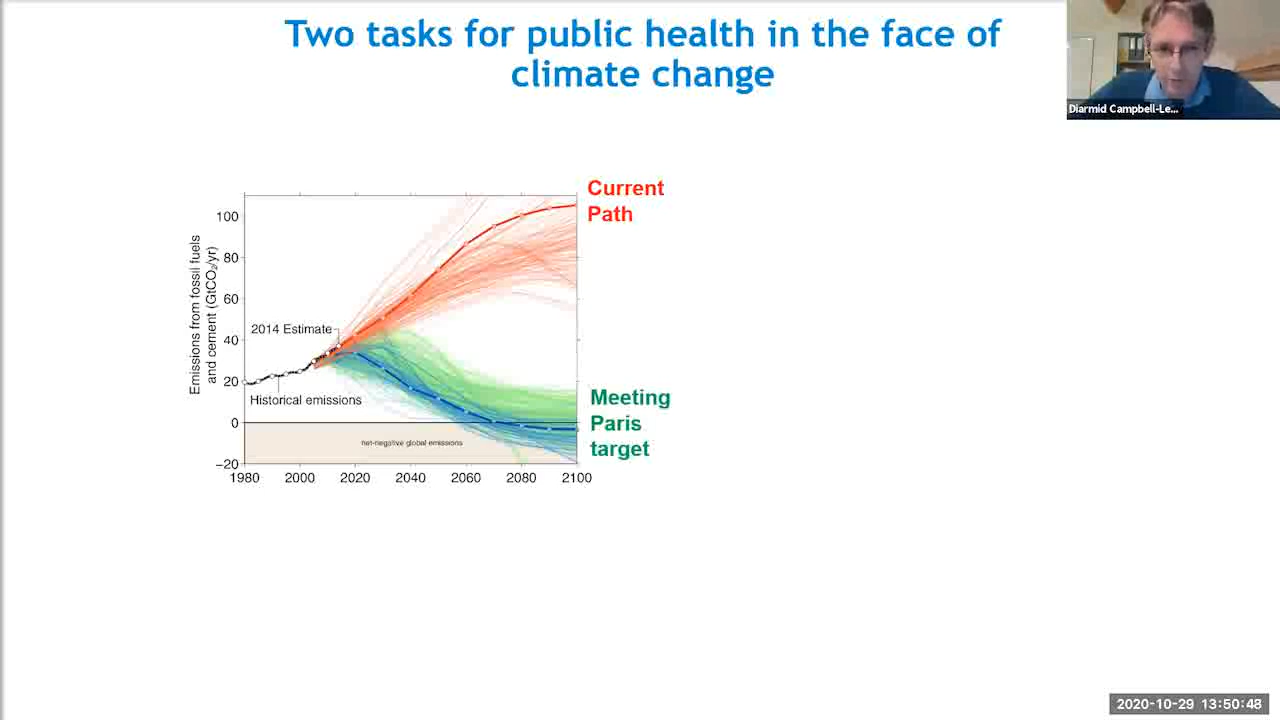 Two tasks for public health in the face of
climate change
Diarmid Campbell-Le...
Current
Path
100
80
60
40
20
0
−20
Emissions from fossil fuels
and cement (GtCO₂/yr)
2014 Estimate
Historical emissions
net-negative global emissions
Meeting
Paris
target
1980 2000 2020 2040 2060 2080 2100
2020-10-29 13:50:48